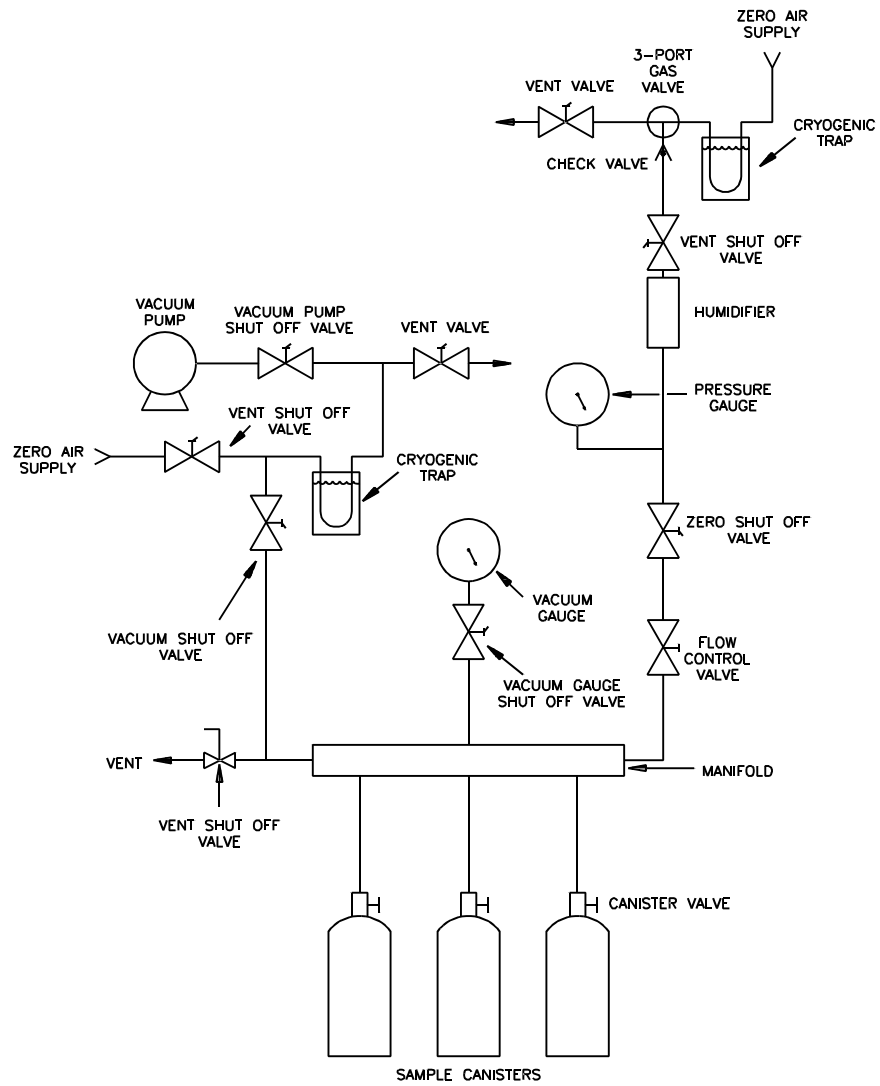 ZERO AIR
SUPPLY
3-PORT
GAS
VALVE
VENT VALVE
CRYOGENIC
TRAP
CHECK VALVE
VENT SHUT OFF
VALVE
HUMIDIFIER
VACUUM
PUMP
VACUUM PUMP
SHUT OFF VALVE
VENT VALVE
PRESSURE
GAUGE
VENT SHUT OFF
VALVE
ZERO AIR
SUPPLY
CRYOGENIC
TRAP
ZERO SHUT OFF
VALVE
VACUUM
GAUGE
VACUUM SHUT OFF
VALVE
FLOW
CONTROL
VALVE
VACUUM GAUGE
SHUT OFF VALVE
VENT
MANIFOLD
VENT SHUT OFF
VALVE
CANISTER VALVE
SAMPLE CANISTERS